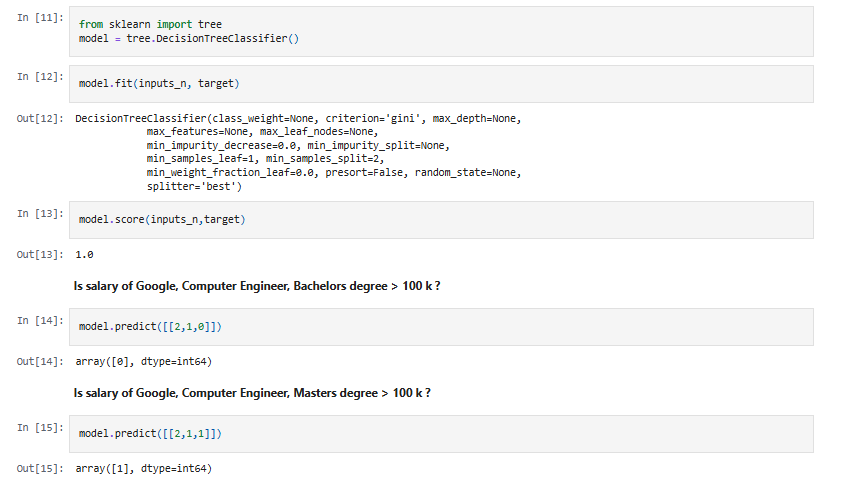 In [11]:
from sklearn import tree
model = tree.DecisionTreeClassifier()
In [12]:
model.fit(inputs_n, target)
Out[12]:
DecisionTreeClassifier(class_weight=None, criterion='gini', max_depth=None,
max_features=None, max_leaf_nodes=None,
min_impurity_decrease=0.0, min_impurity_split=None,
min_samples_leaf=1, min_samples_split=2,
min_weight_fraction_leaf=0.0, presort=False, random_state=None,
splitter='best')
In [13]:
model.score(inputs_n,target)
Out[13]:
1.0
Is salary of Google, Computer Engineer, Bachelors degree > 100 k ?
In [14]:
model.predict([[2,1,0]])
Out[14]:
array([0], dtype=int64)
Is salary of Google, Computer Engineer, Masters degree > 100 k ?
In [15]:
model.predict([[2,1,1]])
Out[15]:
array([1], dtype=int64)